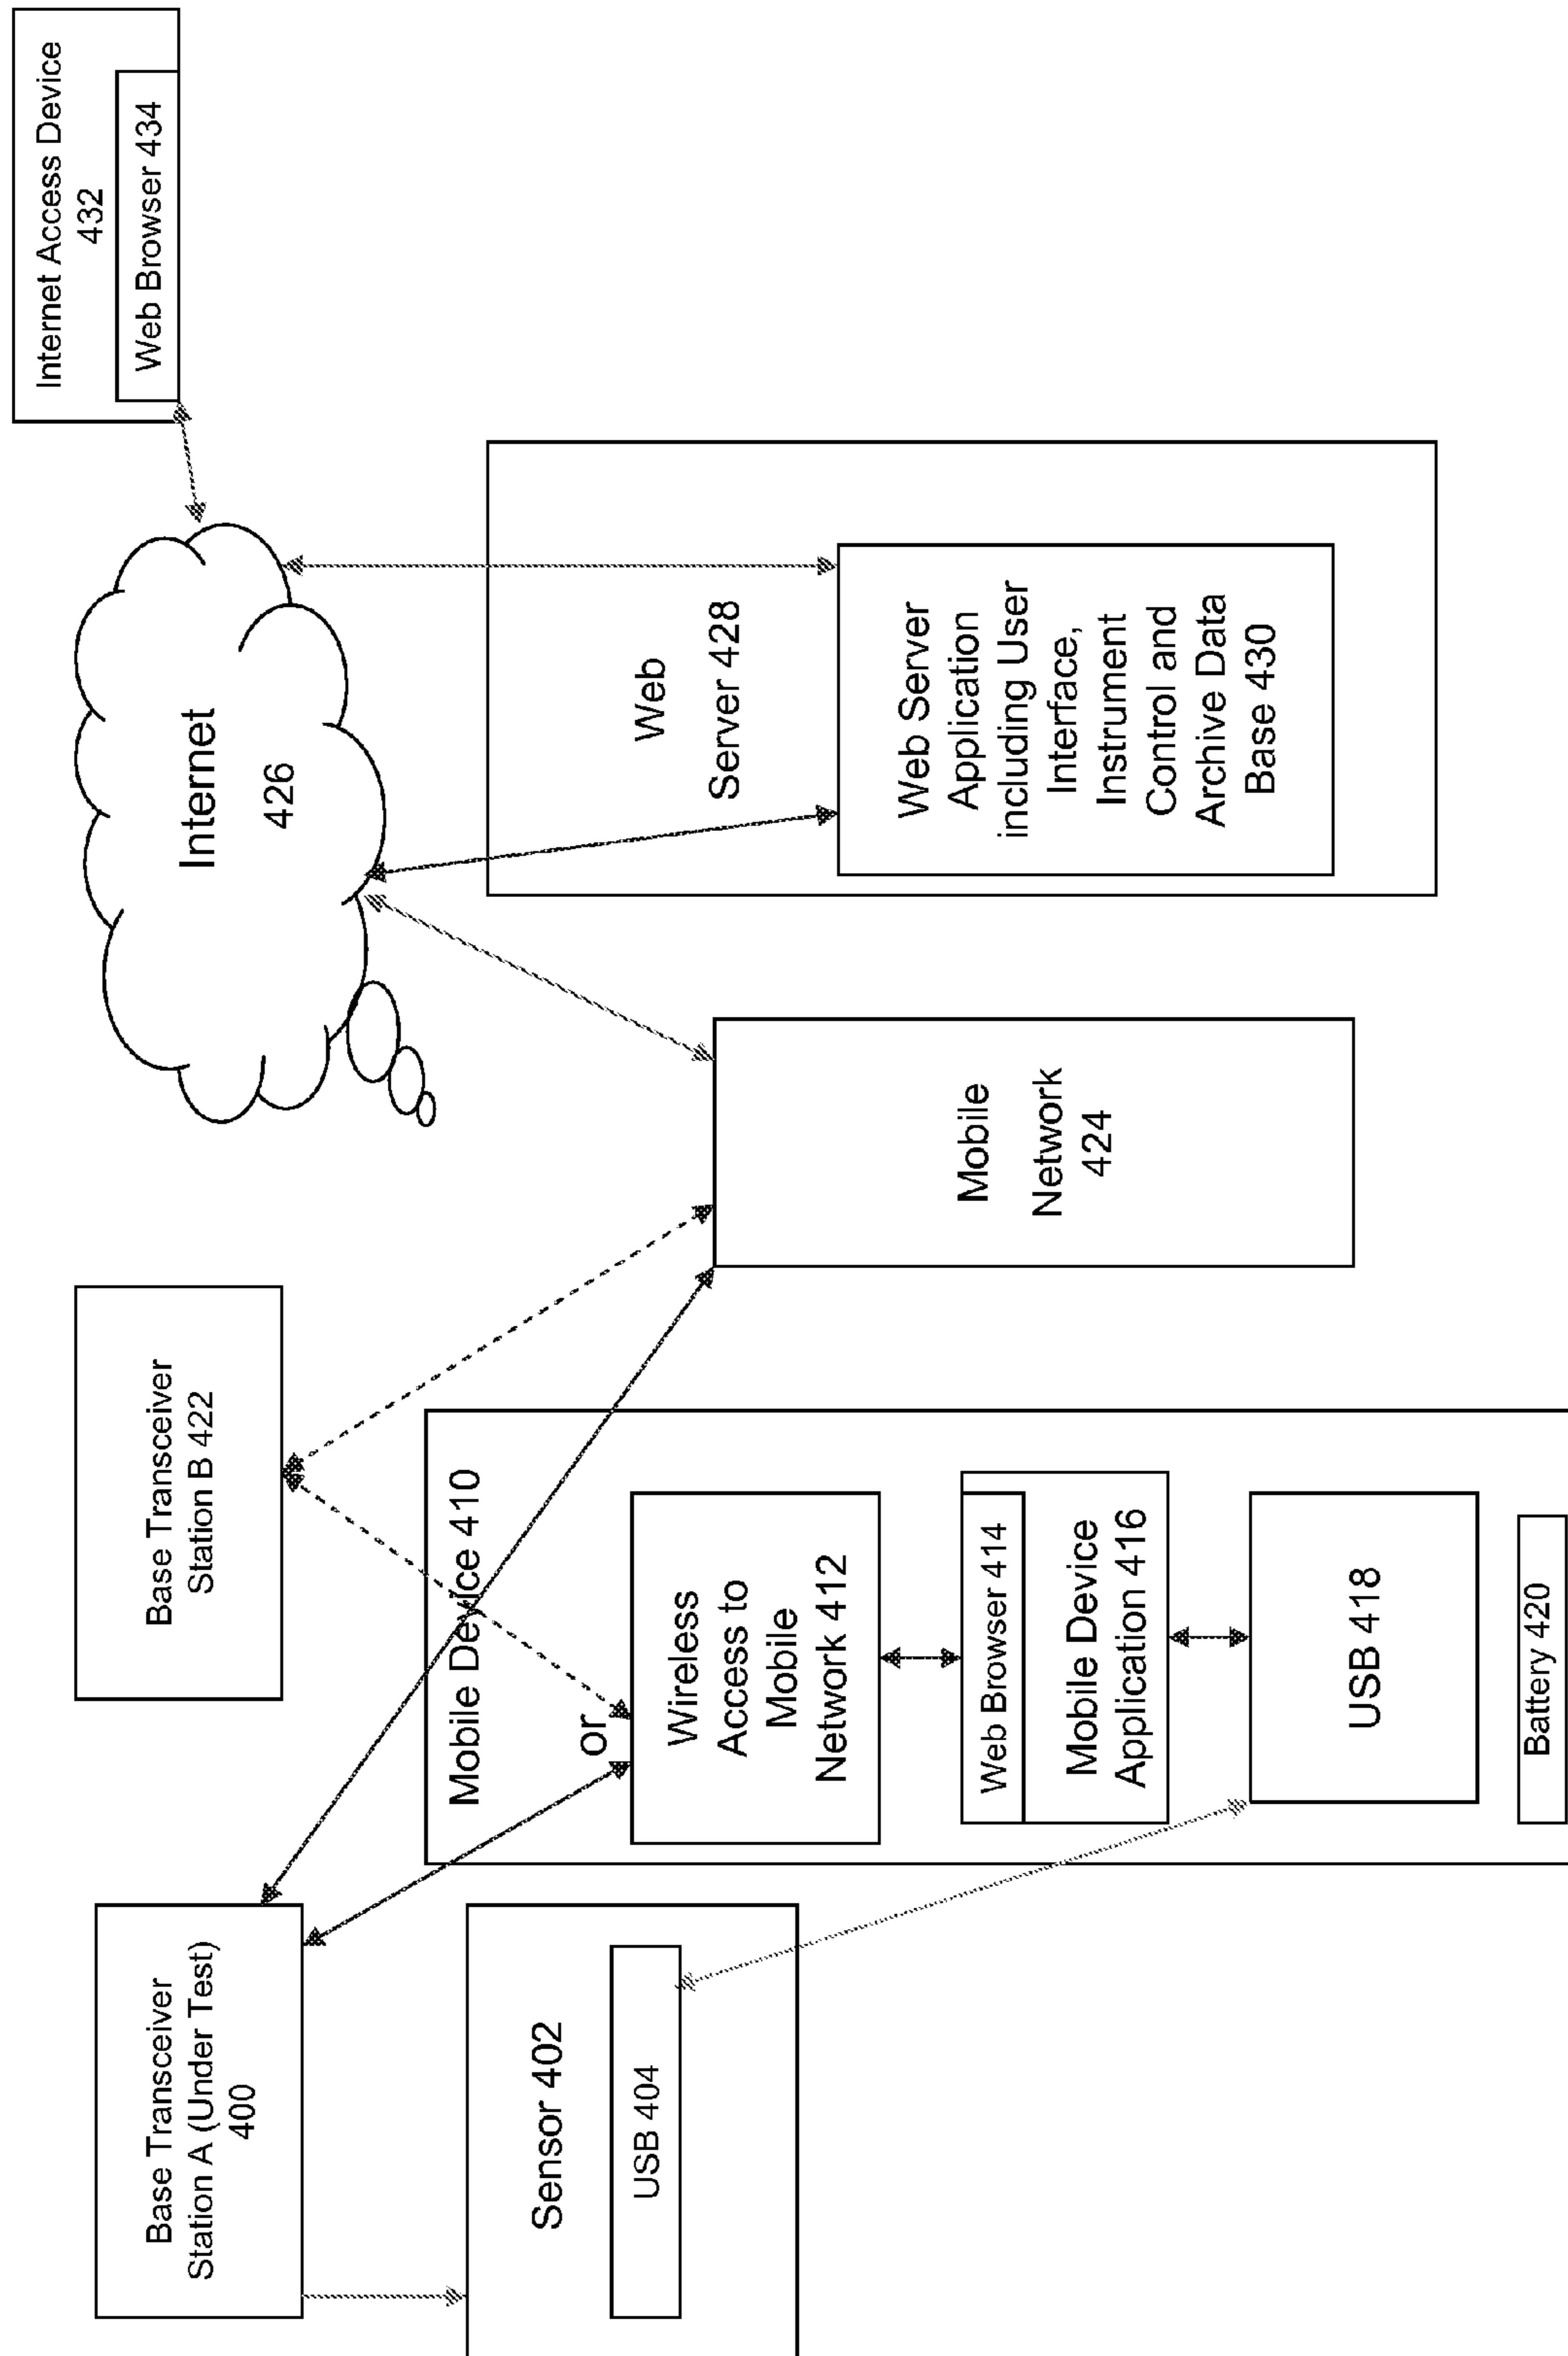 Base Transceiver
Station A (Under Test)
400
Sensor 402
USB 404
Base Transceiver
Station B 422
Mobile Device 410
or
Wireless
Access to
Mobile
Network 412
Web Browser 414
Mobile Device
Application 416
USB 418
Battery 420
Mobile
Network
424
Internet
426
Web
Server 428
Web Server
Application
including User
Interface,
Instrument
Control and
Archive Data
Base 430
Internet Access Device
432
Web Browser 434